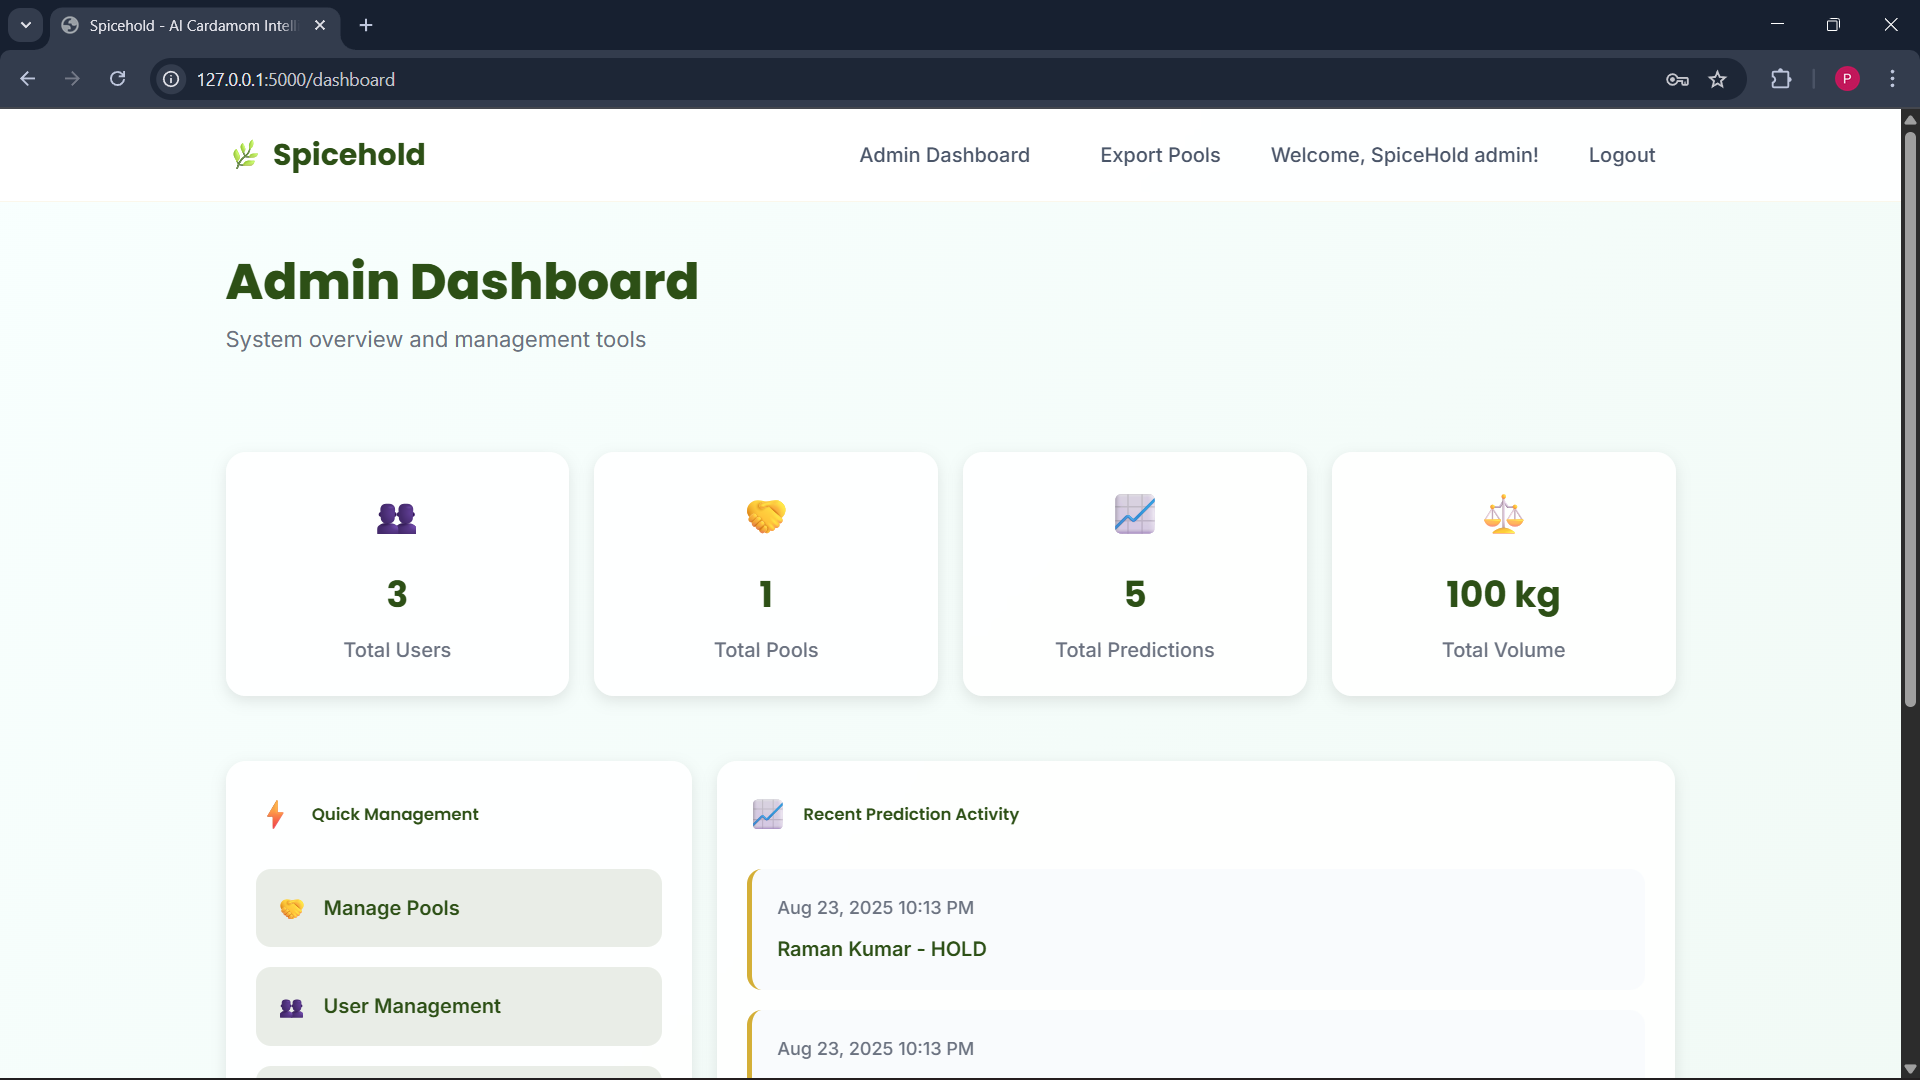 Spicehold - AI Cardamom Intelli
127.0.0.1:5000/dashboard
P
Spicehold
Admin Dashboard
Export Pools
Welcome, SpiceHold admin!
Logout
Admin Dashboard
System overview and management tools
3
Total Users
1
Total Pools
5
Total Predictions
100 kg
Total Volume
Quick Management
Manage Pools
User Management
Recent Prediction Activity
Aug 23, 2025 10:13 PM
Raman Kumar - HOLD
Aug 23, 2025 10:13 PM